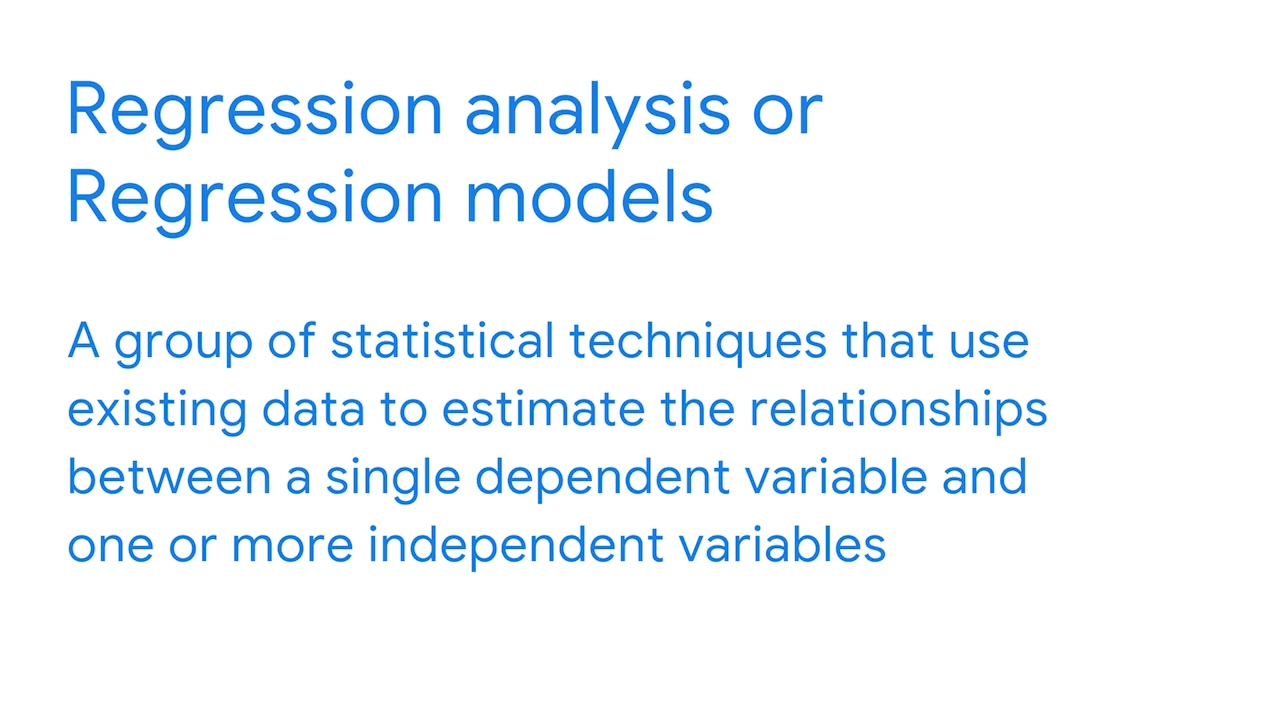 Regression analysis or
Regression models
A group of statistical techniques that use
existing data to estimate the relationships
between a single dependent variable and
one or more independent variables